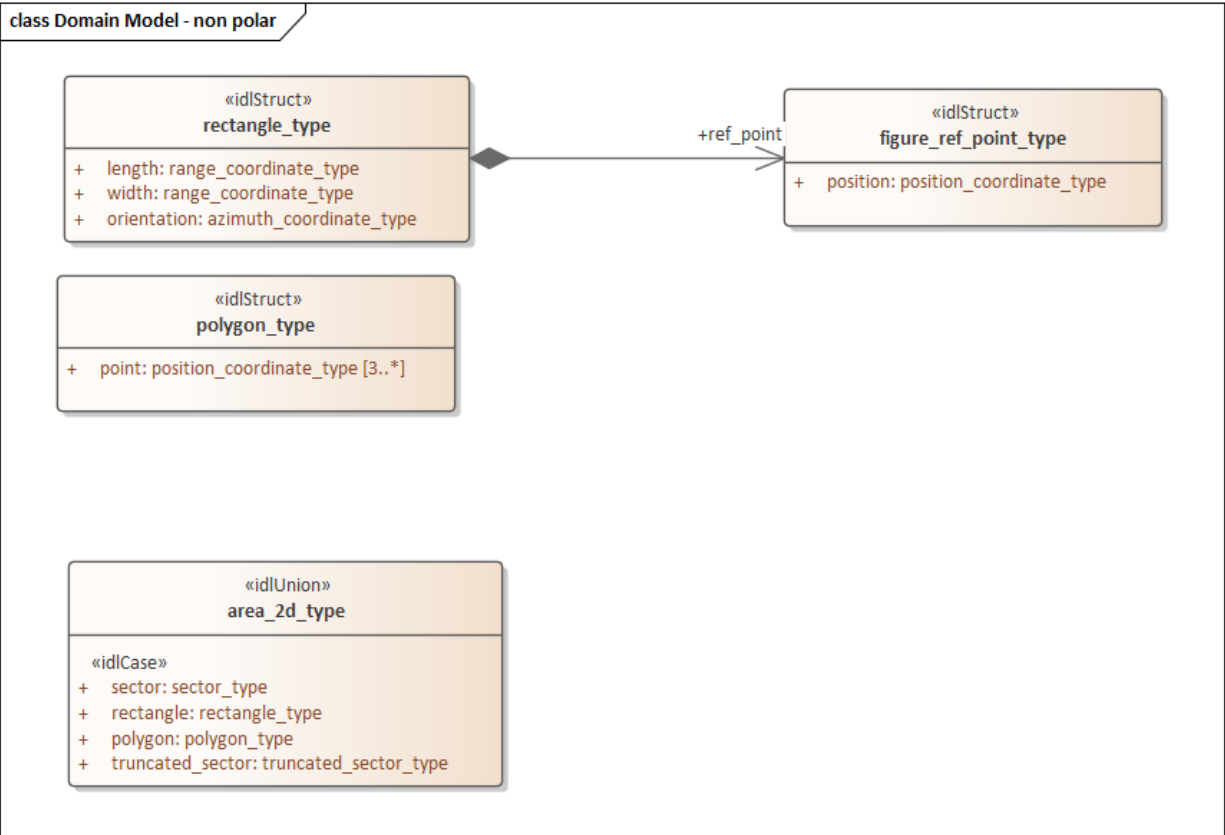 class Domain Model - non polar
«idlStruct»
rectangle_type
+ length: range_coordinate_type
+ width: range_coordinate_type
+ orientation: azimuth_coordinate_type
+ref_point
«idlStruct»
figure_ref_point_type
+ position: position_coordinate_type
«idlStruct»
polygon_type
+ point: position_coordinate_type [3..*]
«idlUnion»
area_2d_type
«idlCase»
+ sector: sector_type
+ rectangle: rectangle_type
+ polygon: polygon_type
+ truncated_sector: truncated_sector_type